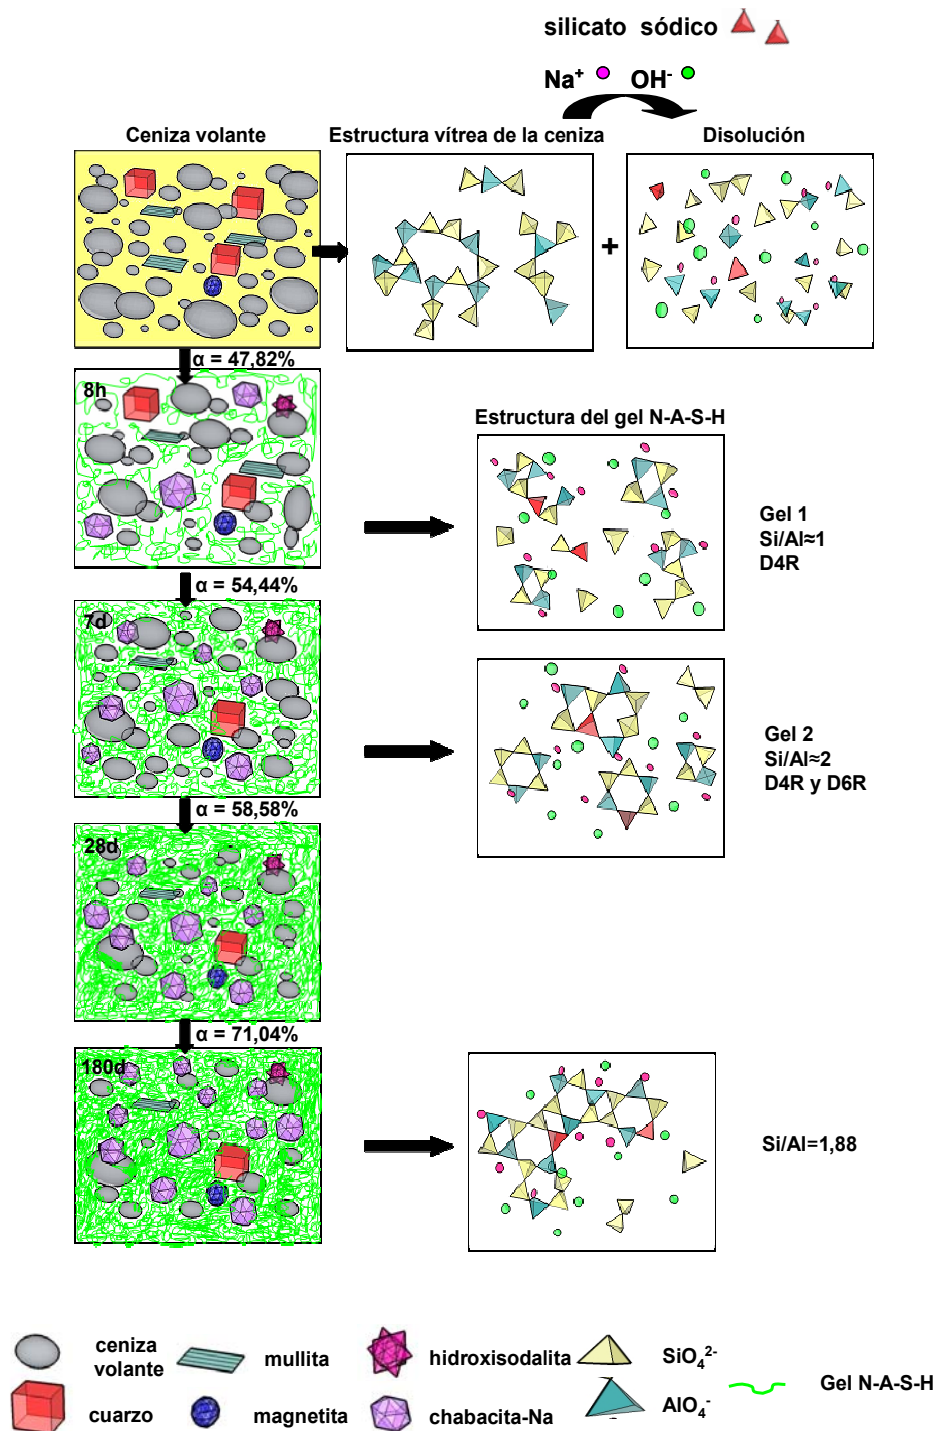 silicato sódico
Na⁺ OH⁻
Ceniza volante
Estructura vítrea de la ceniza
Disolución
+
α = 47,82%
8h
Estructura del gel N-A-S-H
Gel 1
Si/Al≈1
D4R
α = 54,44%
7d
Gel 2
Si/Al≈2
D4R y D6R
α = 58,58%
28d
α = 71,04%
180d
Si/Al=1,88
ceniza
volante
mullita
hidroxisodalita
SiO₄²⁻
Gel N-A-S-H
cuarzo
magnetita
chabacita-Na
AlO₄⁻